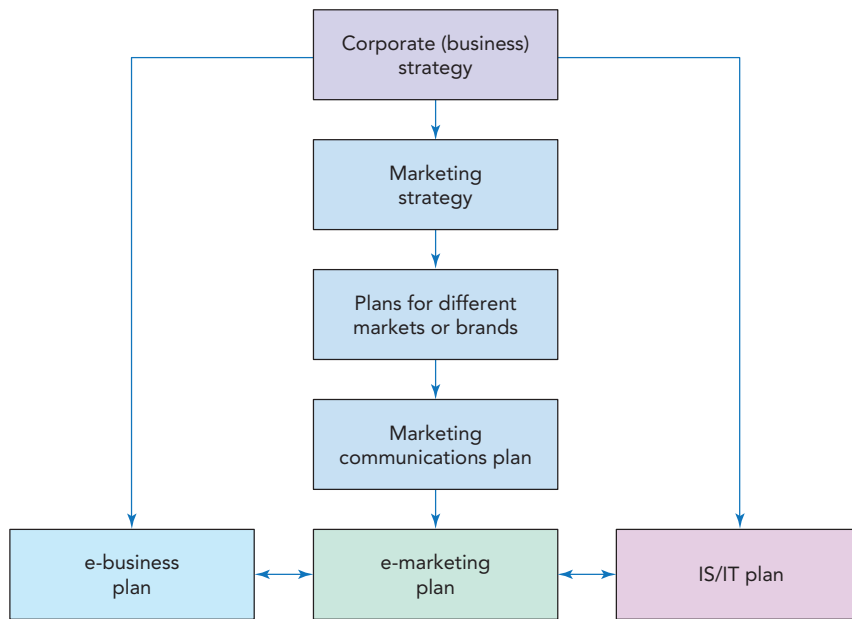 Corporate (business)
strategy
Marketing
strategy
Plans for different
markets or brands
Marketing
communications plan
e-business
plan
e-marketing
plan
IS/IT plan